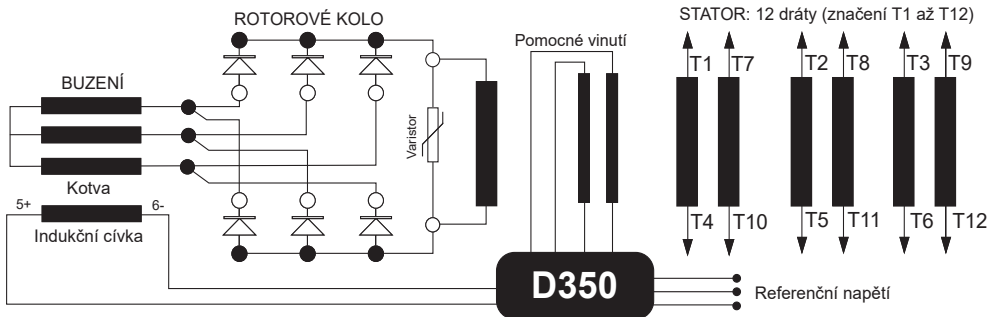 ROTOROVÉ KOLO
STATOR: 12 dráty (značení T1 až T12)
Pomocné vinutí
T1 T7 T2 T8 T3 T9
BUZENÍ
Varistor
Kotva
5+ 6-
Indukční cívka
T4 T10 T5 T11 T6 T12
D350
Referenční napětí